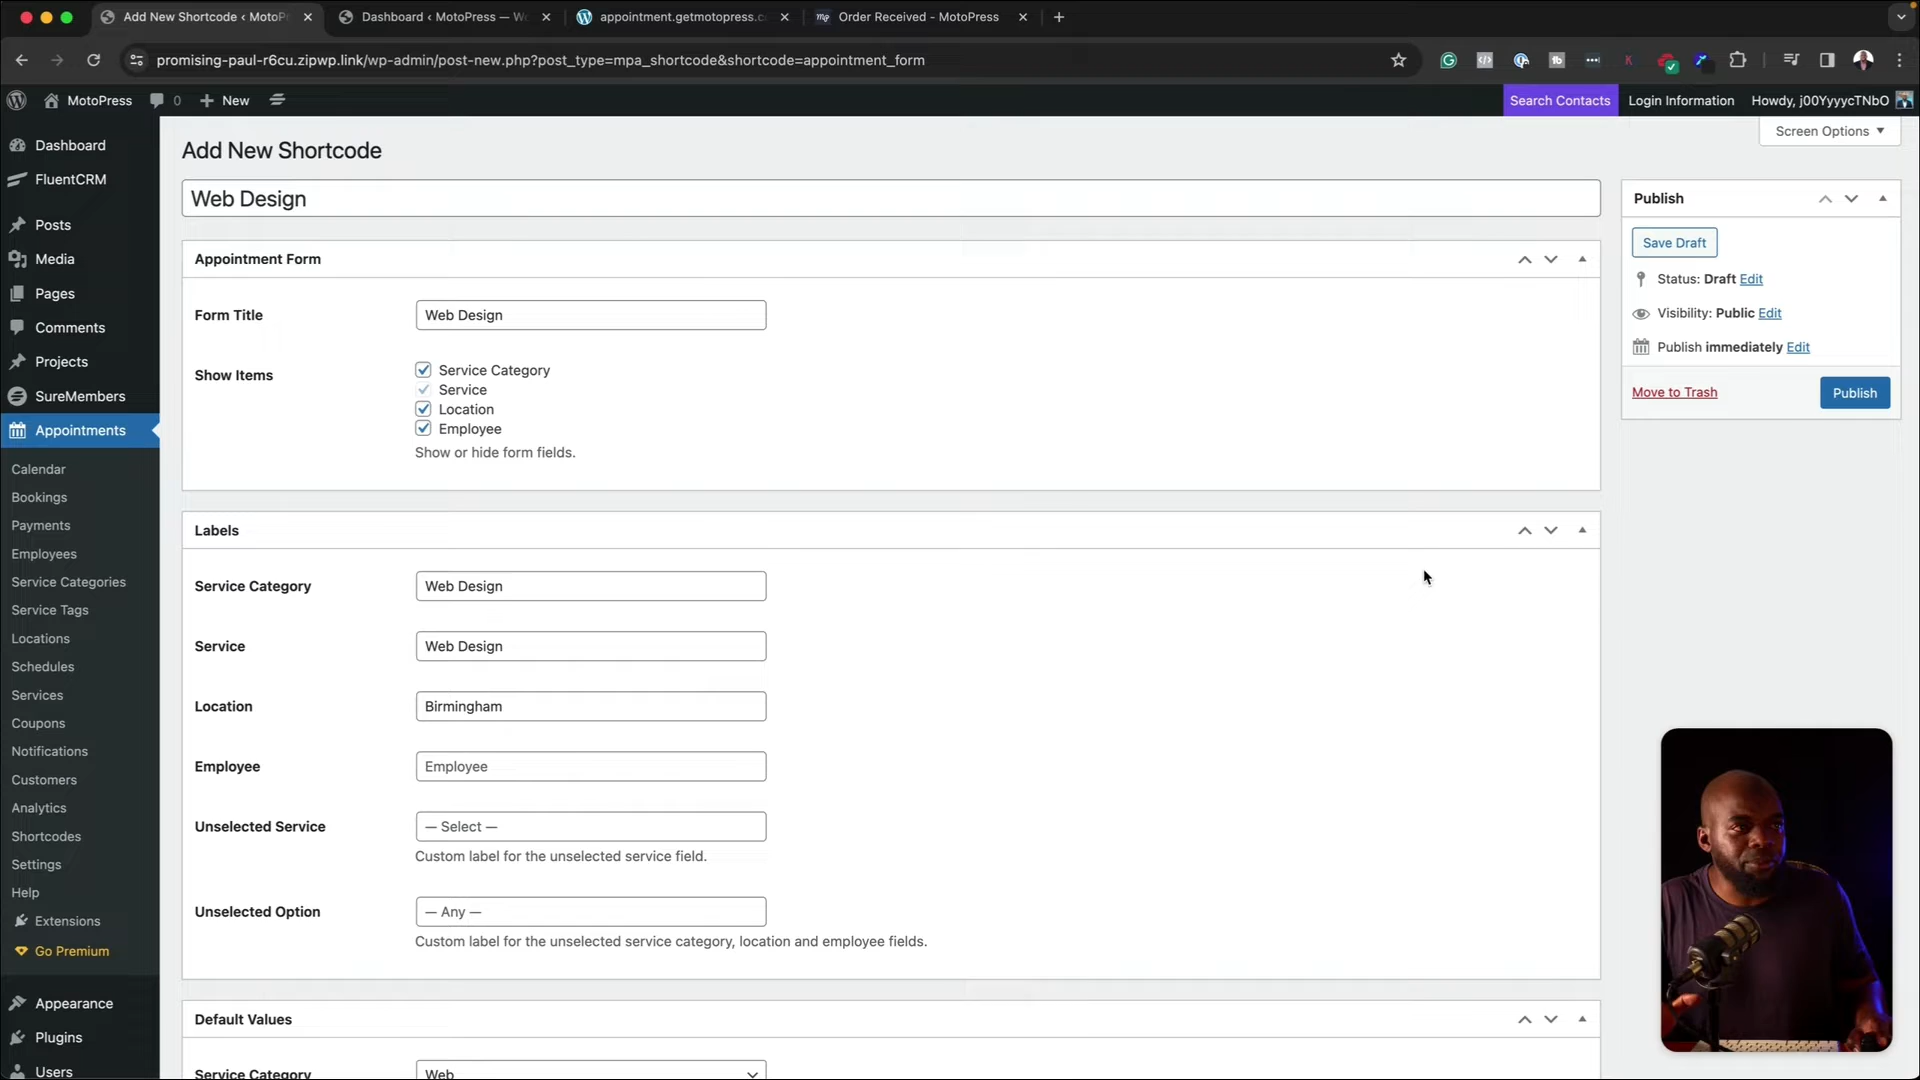 Add New Shortcode ‹ MotoPr
Dashboard ‹ MotoPress — Wo
appointment.getmotopress.c
Order Received - MotoPress
promising-paul-r6cu.zipwp.link/wp-admin/post-new.php?post_type=mpa_shortcode&shortcode=appointment_form
MotoPress
0
New
Search Contacts
Login Information
Howdy, j00YyyycTNbO
Screen Options
Dashboard
FluentCRM
Posts
Media
Pages
Comments
Projects
SureMembers
Appointments
Calendar
Bookings
Payments
Employees
Service Categories
Service Tags
Locations
Schedules
Services
Coupons
Notifications
Customers
Analytics
Shortcodes
Settings
Help
Extensions
Go Premium
Appearance
Plugins
Users
Add New Shortcode
Web Design
Appointment Form
Form Title
Web Design
Show Items
Service Category
Service
Location
Employee
Show or hide form fields.
Labels
Service Category
Web Design
Service
Web Design
Location
Birmingham
Employee
Employee
Unselected Service
— Select —
Custom label for the unselected service field.
Unselected Option
— Any —
Custom label for the unselected service category, location and employee fields.
Default Values
Service Category
Web
Publish
Save Draft
Status: Draft Edit
Visibility: Public Edit
Publish immediately Edit
Move to Trash
Publish